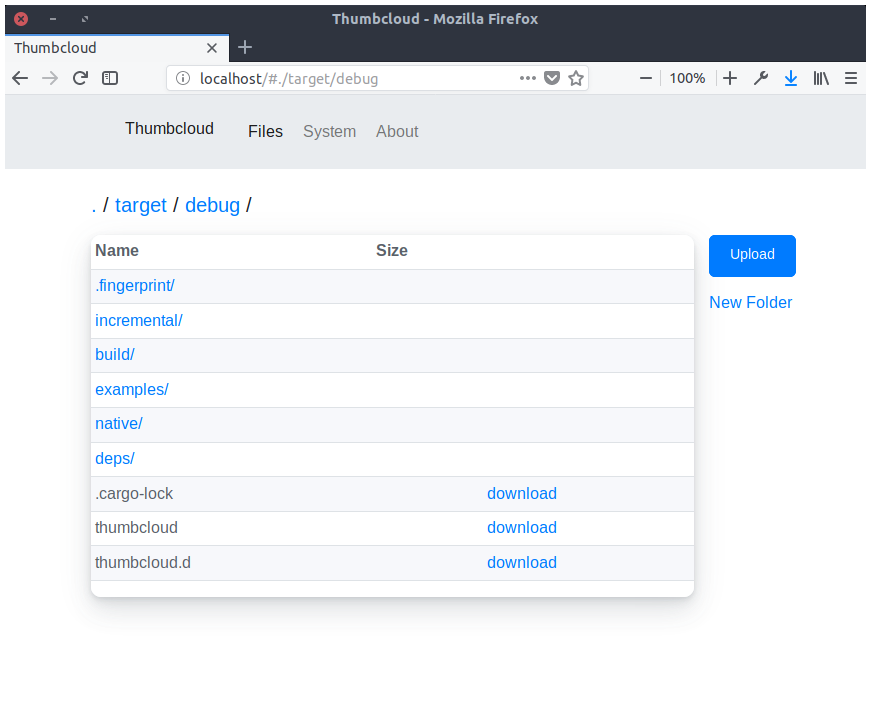 Thumbcloud - Mozilla Firefox
Thumbcloud
localhost/#./target/debug
100%
Thumbcloud Files System About
. / target / debug /
Name Size
Upload
.fingerprint/
New Folder
incremental/
build/
examples/
native/
deps/
.cargo-lock download
thumbcloud download
thumbcloud.d download